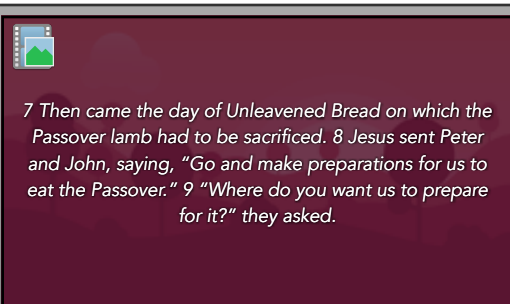 7 Then came the day of Unleavened Bread on which the
Passover lamb had to be sacrificed. 8 Jesus sent Peter
and John, saying, “Go and make preparations for us to
eat the Passover.” 9 “Where do you want us to prepare
for it?” they asked.